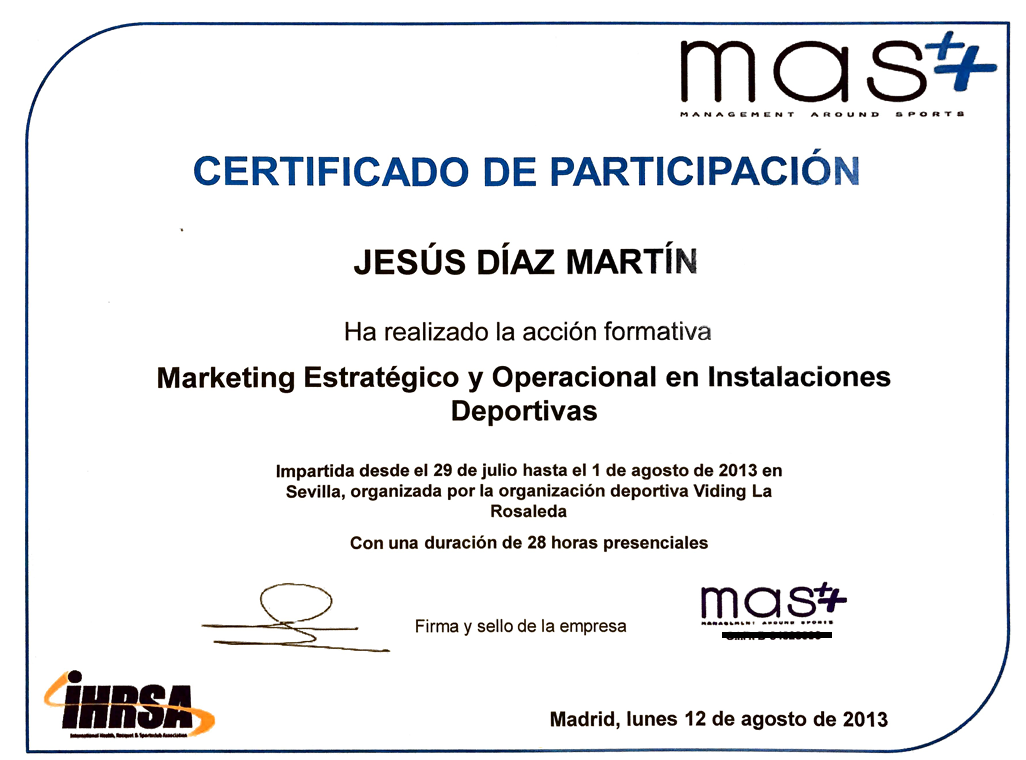 mas++
MANAGEMENT AROUND SPORTS
CERTIFICADO DE PARTICIPACIÓN
JESÚS DÍAZ MARTÍN
Ha realizado la acción formativa
Marketing Estratégico y Operacional en Instalaciones
Deportivas
Impartida desde el 29 de julio hasta el 1 de agosto de 2013 en
Sevilla, organizada por la organización deportiva Viding La
Rosaleda
Con una duración de 28 horas presenciales
mas++
MANAGEMENT AROUND SPORTS
Firma y sello de la empresa
IHRSA
International Health, Racquet & Sportsclub Association
Madrid, lunes 12 de agosto de 2013